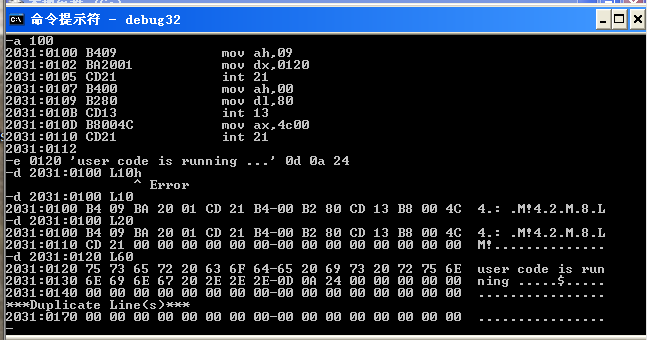 命令提示符 - debug32
-a 100
2031:0100 B409 mov ah,09
2031:0102 BA2001 mov dx,0120
2031:0105 CD21 int 21
2031:0107 B400 mov ah,00
2031:0109 B280 mov dl,80
2031:010B CD13 int 13
2031:010D B8004C mov ax,4c00
2031:0110 CD21 int 21
2031:0112
-e 0120 'user code is running ...' 0d 0a 24
-d 2031:0100 L10h
^ Error
-d 2031:0100 L10
2031:0100 B4 09 BA 20 01 CD 21 B4-00 B2 80 CD 13 B8 00 4C 4.: .M!4.2.M.8.L
-d 2031:0100 L20
2031:0100 B4 09 BA 20 01 CD 21 B4-00 B2 80 CD 13 B8 00 4C 4.: .M!4.2.M.8.L
2031:0110 CD 21 00 00 00 00 00 00-00 00 00 00 00 00 00 00 M!..............
-d 2031:0120 L60
2031:0120 75 73 65 72 20 63 6F 64-65 20 69 73 20 72 75 6E user code is run
2031:0130 6E 69 6E 67 20 2E 2E 2E-0D 0A 24 00 00 00 00 00 ning .....$.....
2031:0140 00 00 00 00 00 00 00 00-00 00 00 00 00 00 00 00 ................
***Duplicate Line(s)***
2031:0170 00 00 00 00 00 00 00 00-00 00 00 00 00 00 00 00 ................
-